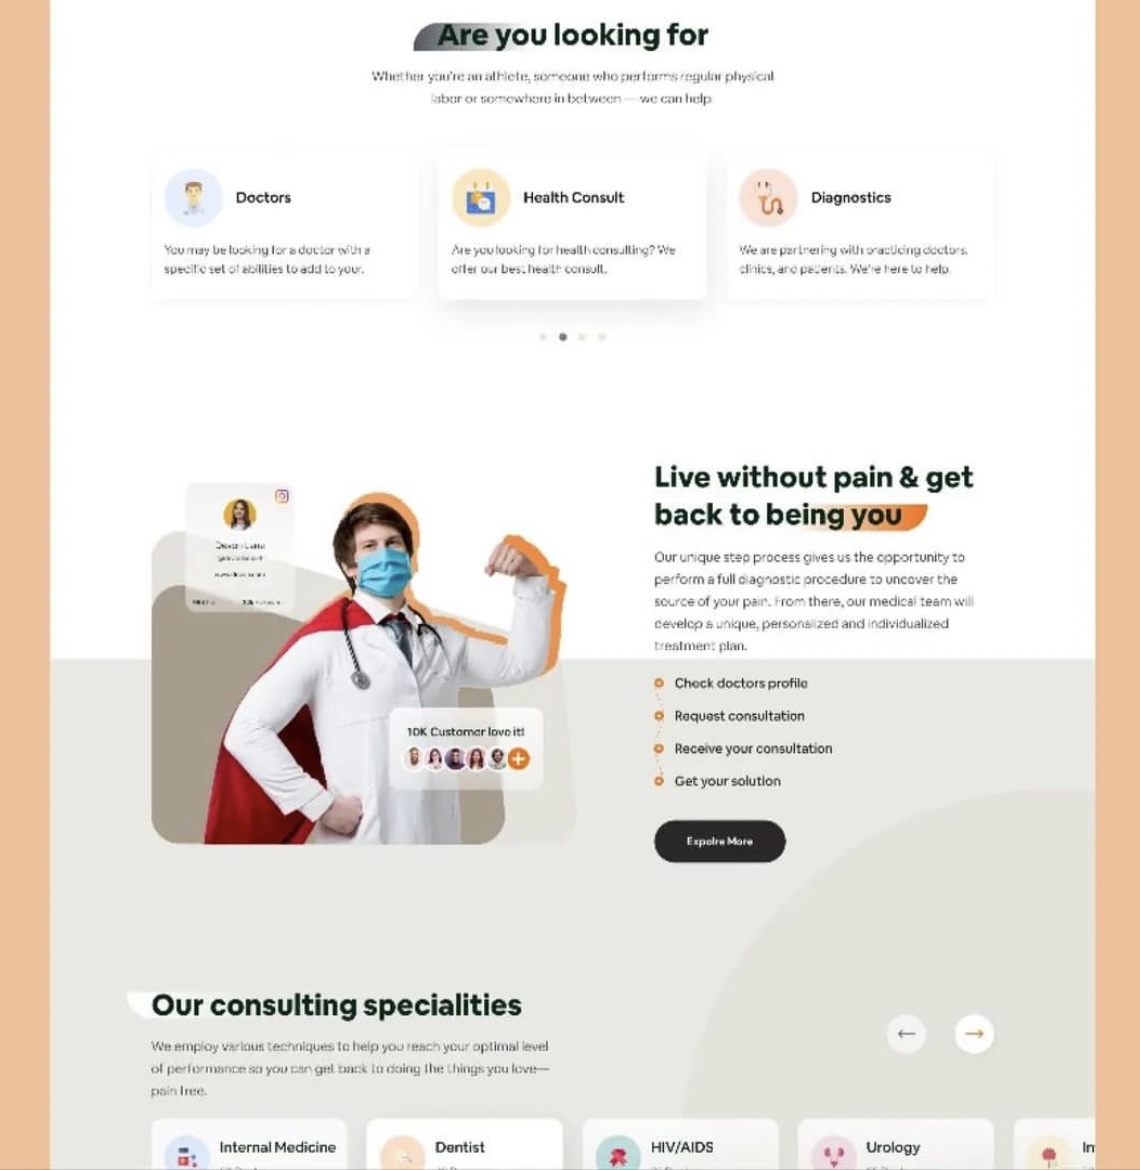 Are you looking for
Whether you're an athlete, someone who performs regular physical
labor or somewhere in between — we can help.
Doctors
Health Consult
Diagnostics
You may be looking for a doctor with a
specific set of abilities to add to your.
Are you looking for health consulting? We
offer our best health consult.
We are partnering with practicing doctors,
clinics, and patients. We're here to help.
Live without pain & get
back to being you
Our unique step process gives us the opportunity to
perform a full diagnostic procedure to uncover the
source of your pain. From there, our medical team will
develop a unique, personalized and individualized
treatment plan.
Check doctors profile
Request consultation
Receive your consultation
Get your solution
10K Customer love it!
Expolre More
Our consulting specialities
We employ various techniques to help you reach your optimal level
of performance so you can get back to doing the things you love—
pain free.
Internal Medicine
Dentist
HIV/AIDS
Urology